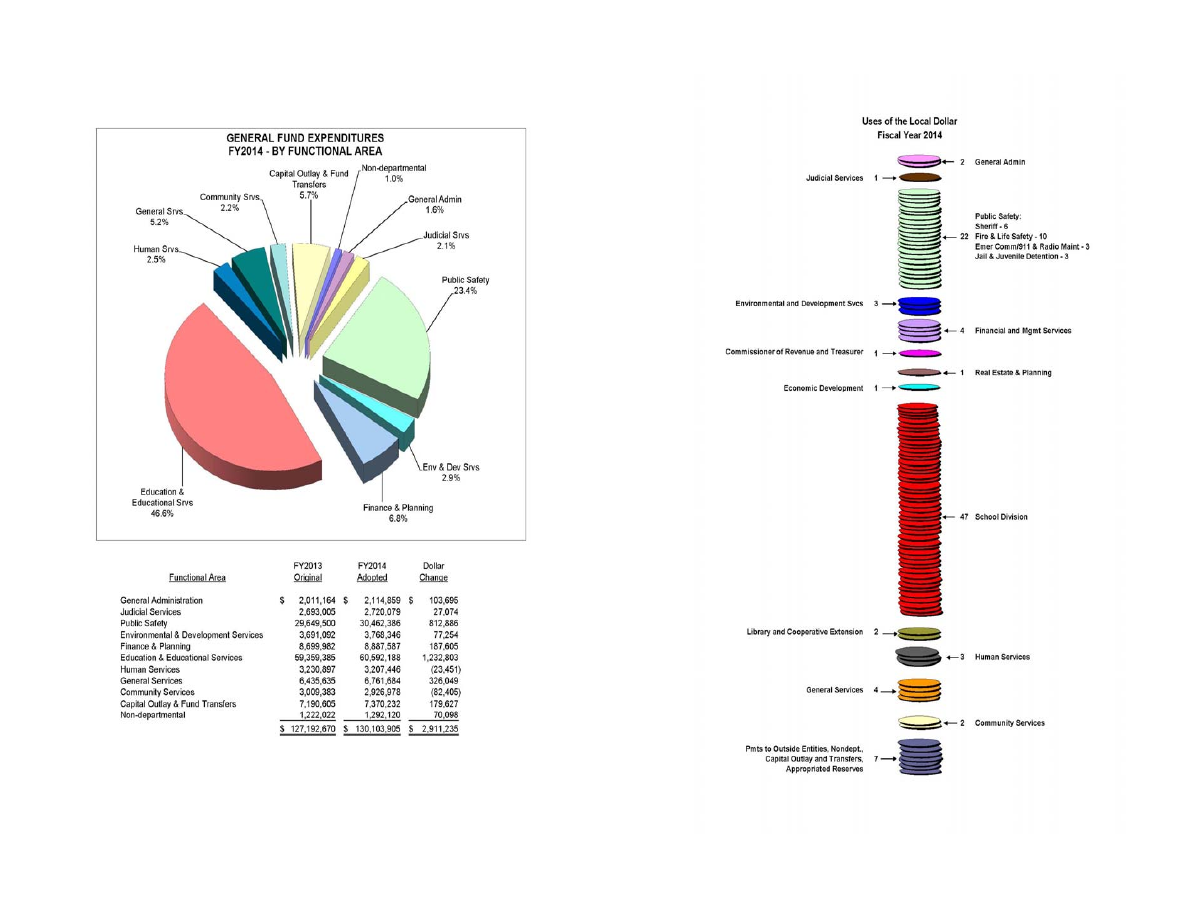 GENERAL FUND EXPENDITURES
FY2014 - BY FUNCTIONAL AREA
Non-departmental
1.0%
Capital Outlay & Fund
Transfers
5.7%
Community Srvs
2.2%
General Admin
1.6%
General Srvs
5.2%
Judicial Srvs
2.1%
Human Srvs
2.5%
Public Safety
23.4%
Env & Dev Srvs
2.9%
Education &
Educational Srvs
46.6%
Finance & Planning
6.8%
FY2013 FY2014 Dollar
Functional Area Original Adopted Change
General Administration $ 2,011,164 $ 2,114,859 $ 103,695
Judicial Services 2,693,005 2,720,079 27,074
Public Safety 29,649,500 30,462,386 812,886
Environmental & Development Services 3,691,092 3,768,346 77,254
Finance & Planning 8,699,982 8,887,587 187,605
Education & Educational Services 59,359,385 60,592,188 1,232,803
Human Services 3,230,897 3,207,446 (23,451)
General Services 6,435,635 6,761,684 326,049
Community Services 3,009,383 2,926,978 (82,405)
Capital Outlay & Fund Transfers 7,190,605 7,370,232 179,627
Non-departmental 1,222,022 1,292,120 70,098
$ 127,192,670 $ 130,103,905 $ 2,911,235
Uses of the Local Dollar
Fiscal Year 2014
2 General Admin
Judicial Services 1
Public Safety:
Sheriff - 6
22 Fire & Life Safety - 10
Emer Comm/911 & Radio Maint - 3
Jail & Juvenile Detention - 3
Environmental and Development Svcs 3
4 Financial and Mgmt Services
Commissioner of Revenue and Treasurer 1
1 Real Estate & Planning
Economic Development 1
47 School Division
Library and Cooperative Extension 2
3 Human Services
General Services 4
2 Community Services
Pmts to Outside Entities, Nondept.,
Capital Outlay and Transfers, 7
Appropriated Reserves